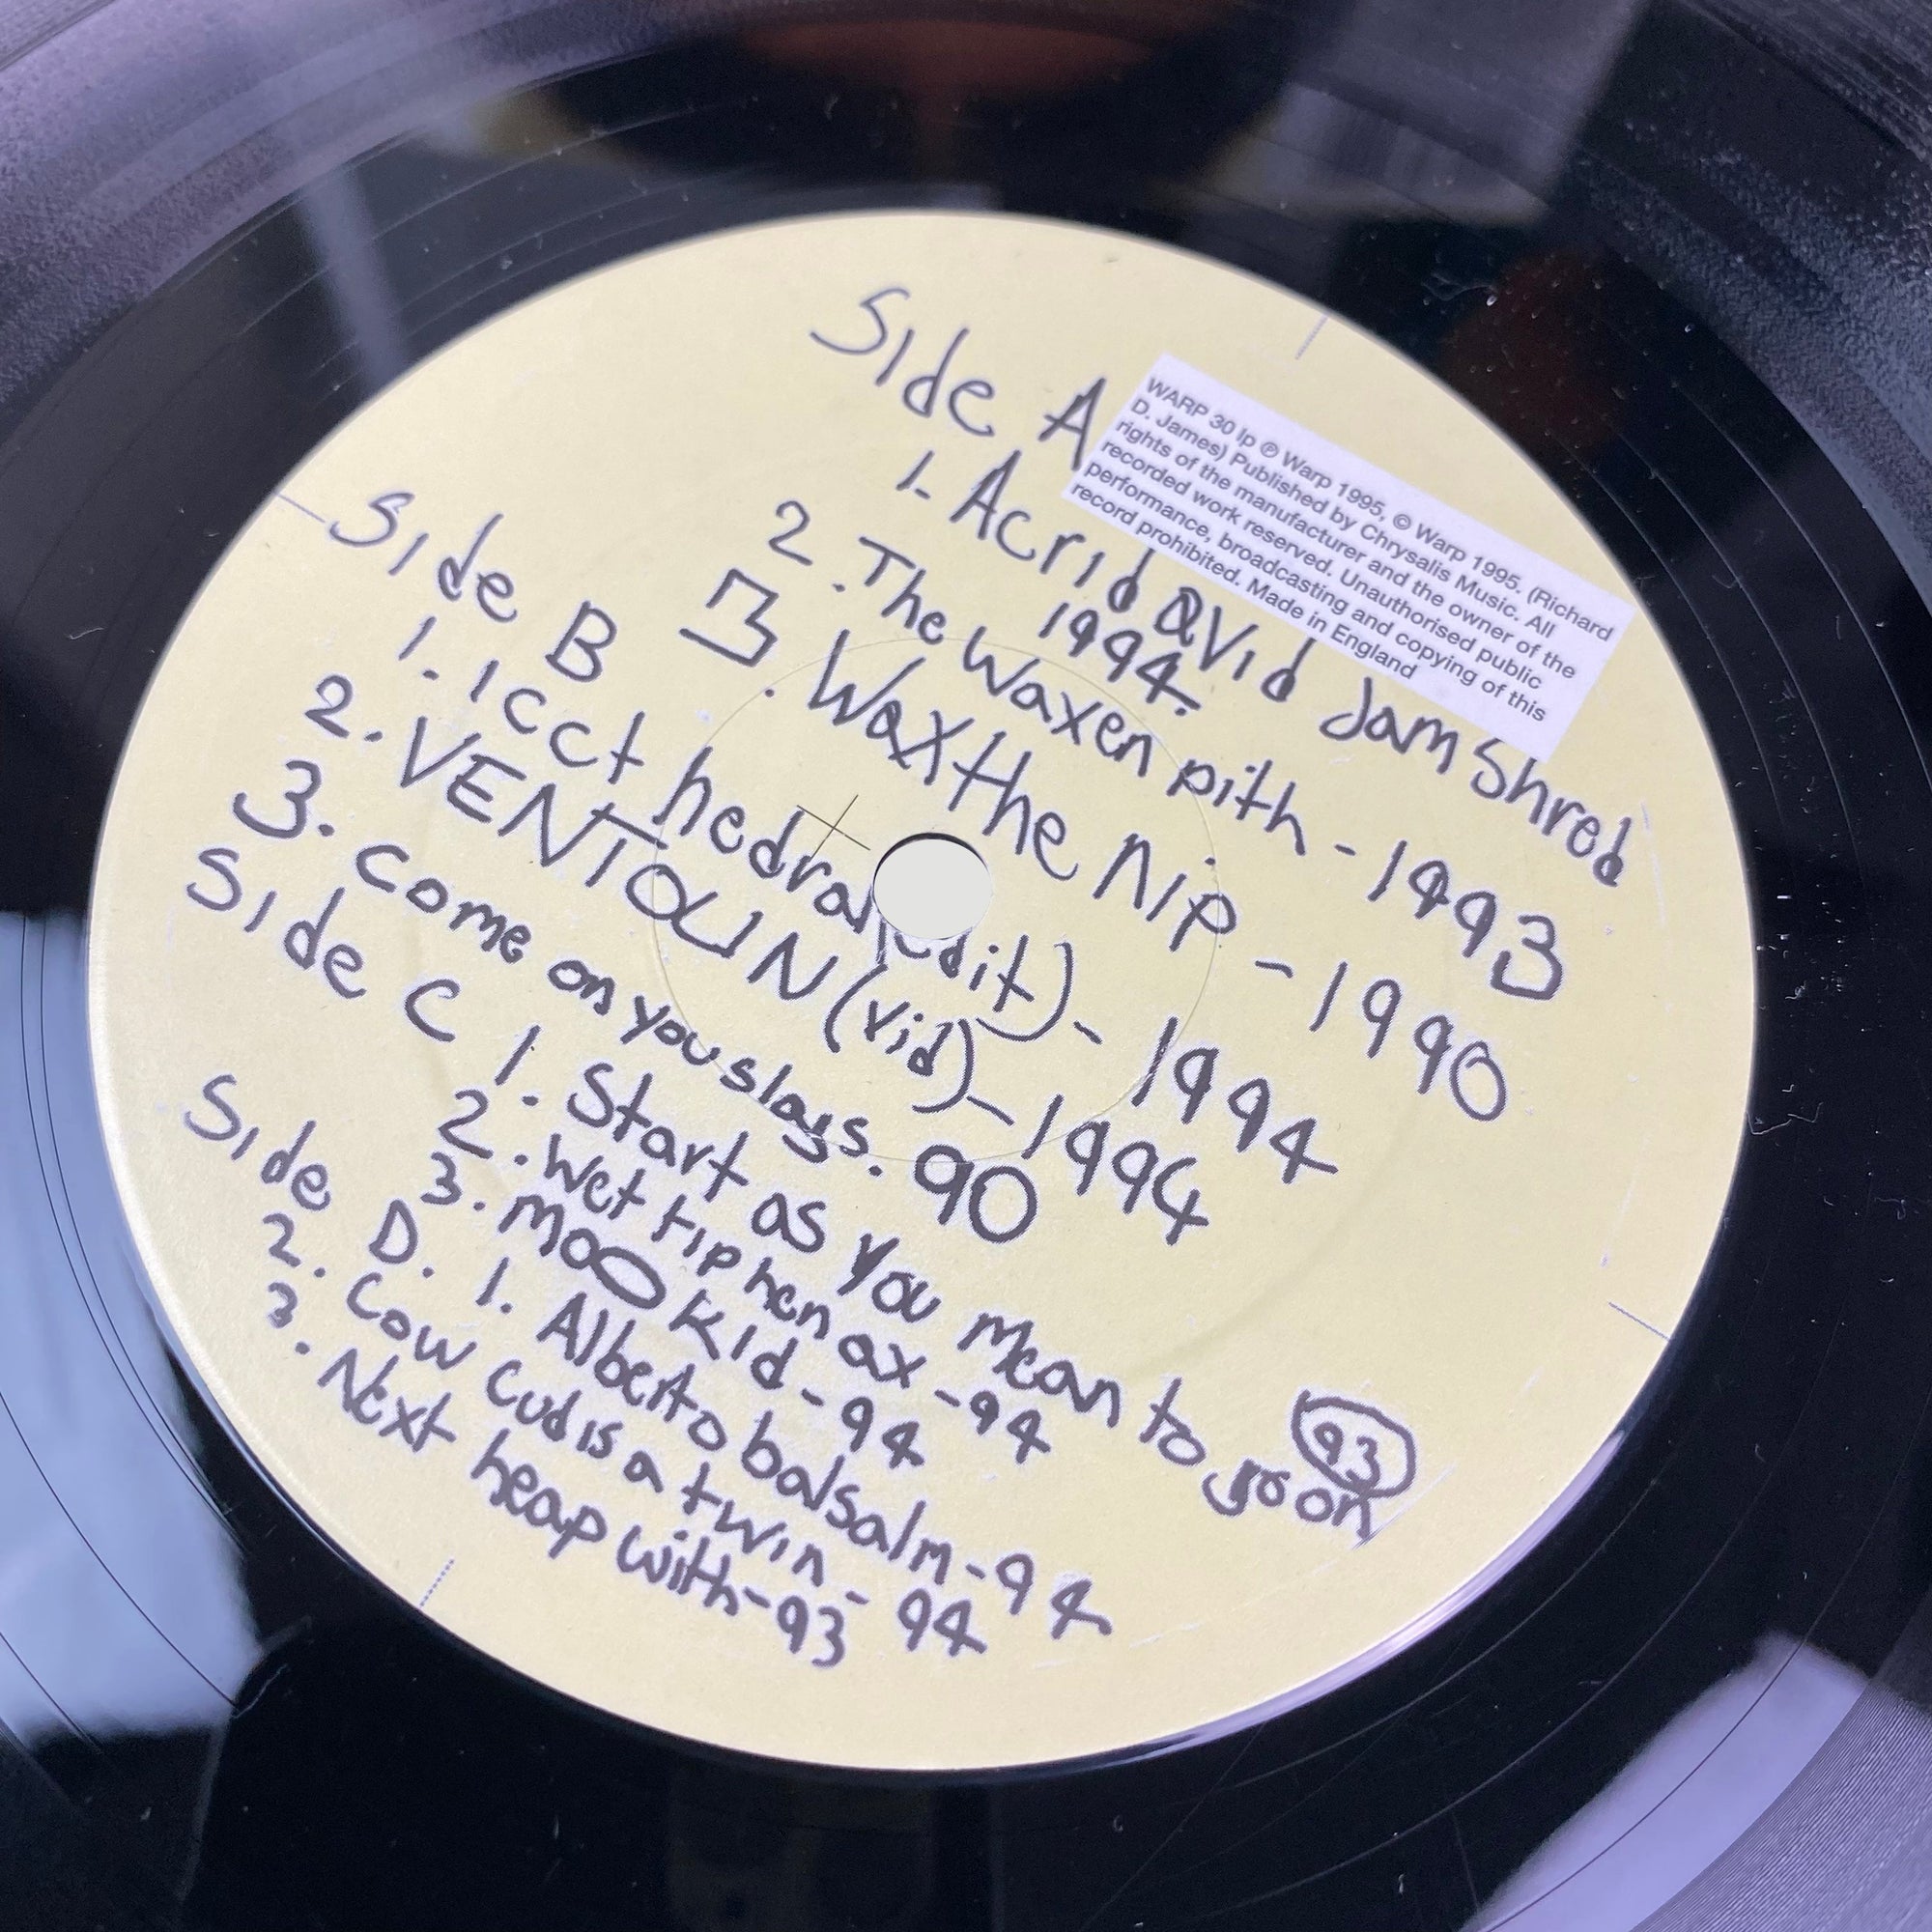 Side A
WARP 30 lp ℗ Warp 1995, © Warp 1995. (Richard
D. James) Published by Chrysalis Music. All
rights of the manufacturer and the owner of the
recorded work reserved. Unauthorised public
performance, broadcasting and copying of this
record prohibited. Made in England
1- Acrid avid Jam Shred
1994.
2. The Waxen pith - 1993
3. Wax the Nip - 1990
Side B
1. Icct hedral (edit) - 1994
2. VENTOLIN (vid) - 1994
3. Come on you slags. 90
Side C 1. Start as you mean to go on 93
2. Wet tip hen ax - 94
3. Mookid - 94
Side D. 1. Alberto balsalm - 94
2. Cow Cud is a twin - 94
3. Next heap with - 93